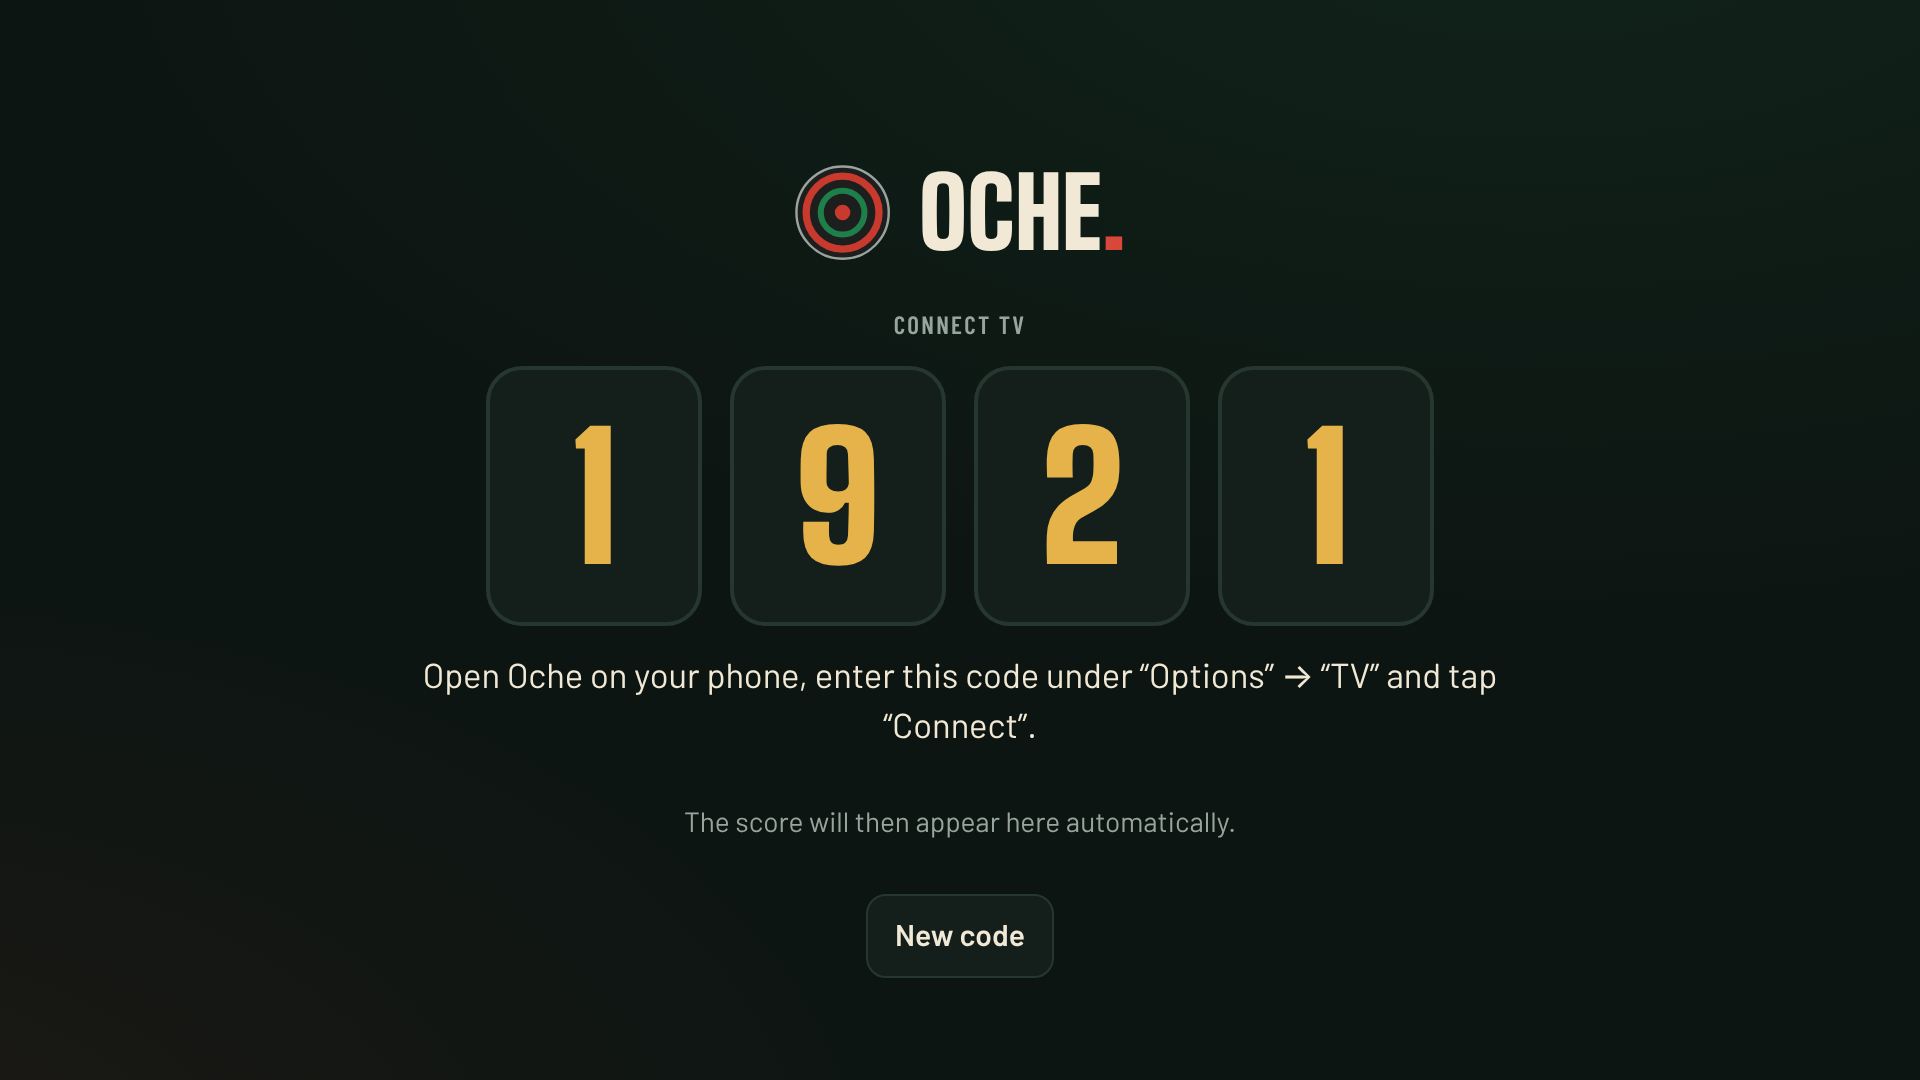 OCHE.
CONNECT TV
1 9 2 1
Open Oche on your phone, enter this code under “Options” → “TV” and tap
“Connect”.
The score will then appear here automatically.
New code